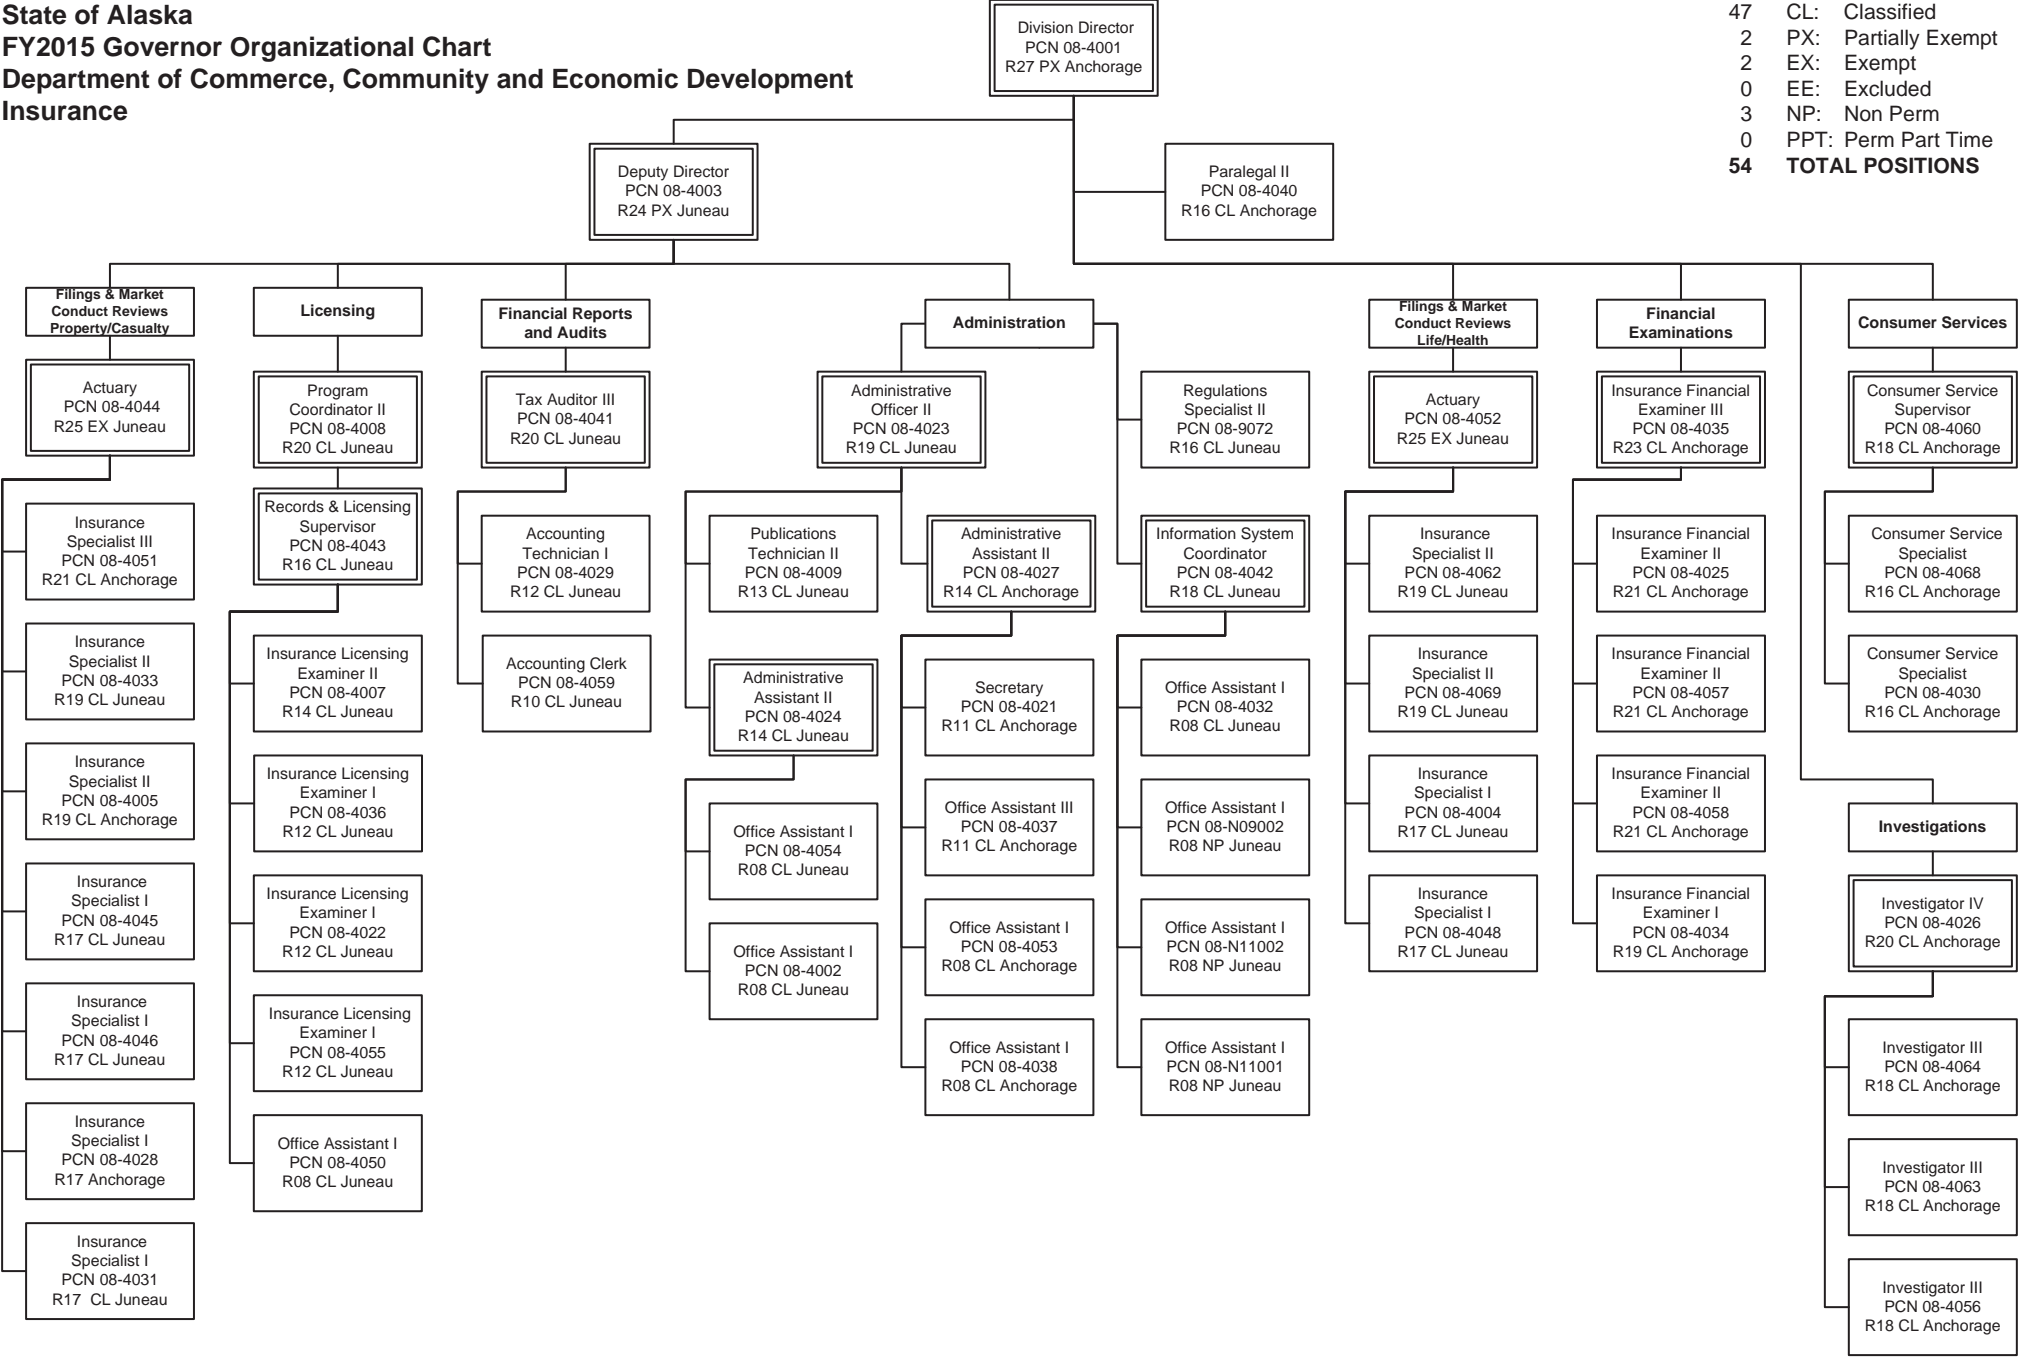 State of Alaska
FY2015 Governor Organizational Chart
Department of Commerce, Community and Economic Development
Insurance
Division Director
PCN 08-4001
R27 PX Anchorage
47 CL: Classified
2 PX: Partially Exempt
2 EX: Exempt
0 EE: Excluded
3 NP: Non Perm
0 PPT: Perm Part Time
54 TOTAL POSITIONS
Deputy Director
PCN 08-4003
R24 PX Juneau
Paralegal II
PCN 08-4040
R16 CL Anchorage
Filings & Market
Conduct Reviews
Property/Casualty
Actuary
PCN 08-4044
R25 EX Juneau
Insurance
Specialist III
PCN 08-4051
R21 CL Anchorage
Insurance
Specialist II
PCN 08-4033
R19 CL Juneau
Insurance
Specialist II
PCN 08-4005
R19 CL Anchorage
Insurance
Specialist I
PCN 08-4045
R17 CL Juneau
Insurance
Specialist I
PCN 08-4046
R17 CL Juneau
Insurance
Specialist I
PCN 08-4028
R17 Anchorage
Insurance
Specialist I
PCN 08-4031
R17 CL Juneau
Licensing
Program
Coordinator II
PCN 08-4008
R20 CL Juneau
Records & Licensing
Supervisor
PCN 08-4043
R16 CL Juneau
Insurance Licensing
Examiner II
PCN 08-4007
R14 CL Juneau
Insurance Licensing
Examiner I
PCN 08-4036
R12 CL Juneau
Insurance Licensing
Examiner I
PCN 08-4022
R12 CL Juneau
Insurance Licensing
Examiner I
PCN 08-4055
R12 CL Juneau
Office Assistant I
PCN 08-4050
R08 CL Juneau
Financial Reports
and Audits
Tax Auditor III
PCN 08-4041
R20 CL Juneau
Accounting
Technician I
PCN 08-4029
R12 CL Juneau
Accounting Clerk
PCN 08-4059
R10 CL Juneau
Administration
Administrative
Officer II
PCN 08-4023
R19 CL Juneau
Publications
Technician II
PCN 08-4009
R13 CL Juneau
Administrative
Assistant II
PCN 08-4024
R14 CL Juneau
Office Assistant I
PCN 08-4054
R08 CL Juneau
Office Assistant I
PCN 08-4002
R08 CL Juneau
Administrative
Assistant II
PCN 08-4027
R14 CL Anchorage
Secretary
PCN 08-4021
R11 CL Anchorage
Office Assistant III
PCN 08-4037
R11 CL Anchorage
Office Assistant I
PCN 08-4053
R08 CL Anchorage
Office Assistant I
PCN 08-4038
R08 CL Anchorage
Regulations
Specialist II
PCN 08-9072
R16 CL Juneau
Information System
Coordinator
PCN 08-4042
R18 CL Juneau
Office Assistant I
PCN 08-4032
R08 CL Juneau
Office Assistant I
PCN 08-N09002
R08 NP Juneau
Office Assistant I
PCN 08-N11002
R08 NP Juneau
Office Assistant I
PCN 08-N11001
R08 NP Juneau
Filings & Market
Conduct Reviews
Life/Health
Actuary
PCN 08-4052
R25 EX Juneau
Insurance
Specialist II
PCN 08-4062
R19 CL Juneau
Insurance
Specialist II
PCN 08-4069
R19 CL Juneau
Insurance
Specialist I
PCN 08-4004
R17 CL Juneau
Insurance
Specialist I
PCN 08-4048
R17 CL Juneau
Financial
Examinations
Insurance Financial
Examiner III
PCN 08-4035
R23 CL Anchorage
Insurance Financial
Examiner II
PCN 08-4025
R21 CL Anchorage
Insurance Financial
Examiner II
PCN 08-4057
R21 CL Anchorage
Insurance Financial
Examiner II
PCN 08-4058
R21 CL Anchorage
Insurance Financial
Examiner I
PCN 08-4034
R19 CL Anchorage
Consumer Services
Consumer Service
Supervisor
PCN 08-4060
R18 CL Anchorage
Consumer Service
Specialist
PCN 08-4068
R16 CL Anchorage
Consumer Service
Specialist
PCN 08-4030
R16 CL Anchorage
Investigations
Investigator IV
PCN 08-4026
R20 CL Anchorage
Investigator III
PCN 08-4064
R18 CL Anchorage
Investigator III
PCN 08-4063
R18 CL Anchorage
Investigator III
PCN 08-4056
R18 CL Anchorage